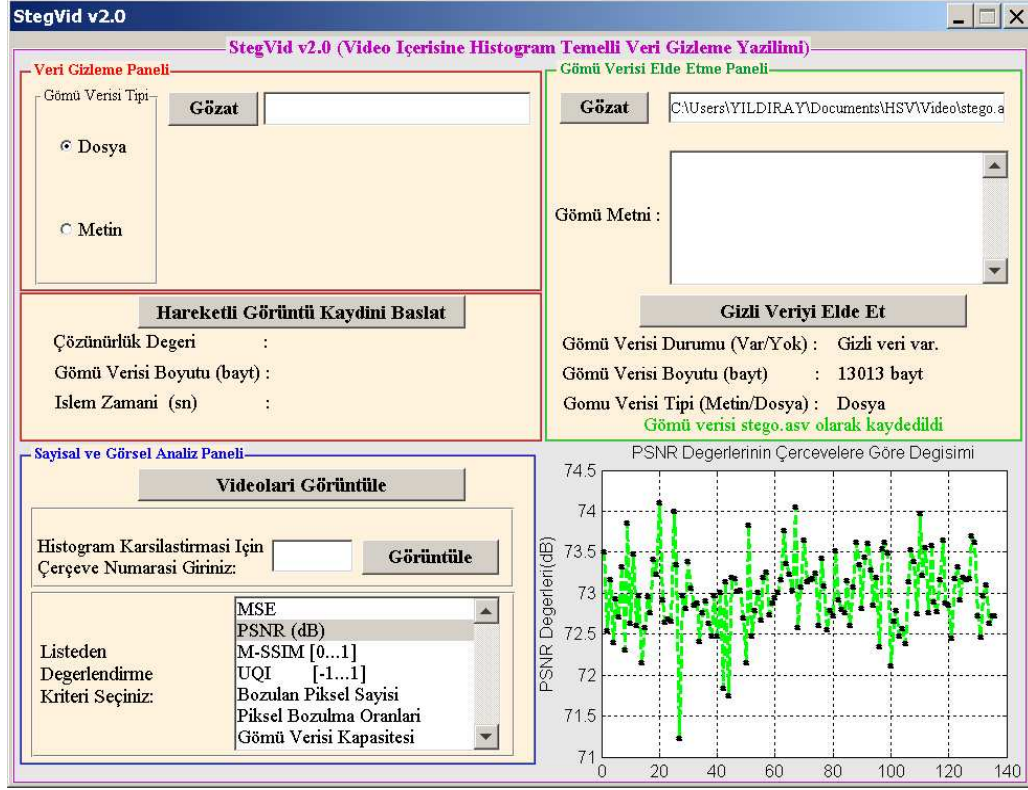 StegVid v2.0
StegVid v2.0 (Video Içerisine Histogram Temelli Veri Gizleme Yazilimi)
Veri Gizleme Paneli
Gömü Verisi Tipi
Gözat
Dosya
Metin
Hareketli Görüntü Kaydini Baslat
Çözünürlük Degeri :
Gömü Verisi Boyutu (bayt) :
Islem Zamani (sn) :
Gömü Verisi Elde Etme Paneli
Gözat
C:\Users\YILDIRAY\Documents\HSV\Video\stego.a
Gömü Metni :
Gizli Veriyi Elde Et
Gömü Verisi Durumu (Var/Yok) : Gizli veri var.
Gömü Verisi Boyutu (bayt) : 13013 bayt
Gomu Verisi Tipi (Metin/Dosya) : Dosya
Gömü verisi stego.asv olarak kaydedildi
Sayisal ve Görsel Analiz Paneli
Videolari Görüntüle
Histogram Karsilastirmasi Için
Çerçeve Numarasi Giriniz:
Görüntüle
Listeden
Degerlendirme
Kriteri Seçiniz:
MSE
PSNR (dB)
M-SSIM [0...1]
UQI [-1...1]
Bozulan Piksel Sayisi
Piksel Bozulma Oranlari
Gömü Verisi Kapasitesi
PSNR Degerlerinin Çercevelere Göre Degisimi
PSNR Degerleri(dB)
74.5
74
73.5
73
72.5
72
71.5
71
0 20 40 60 80 100 120 140